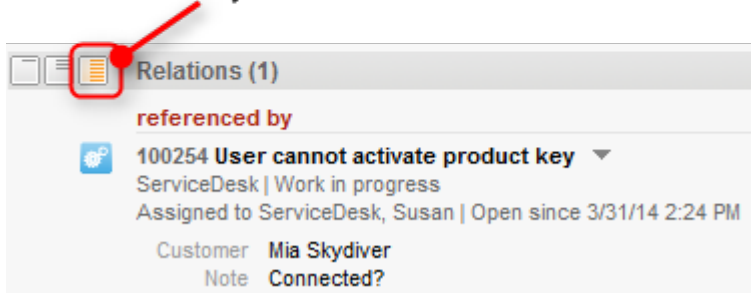 Relations (1)
referenced by
100254 User cannot activate product key
ServiceDesk | Work in progress
Assigned to ServiceDesk, Susan | Open since 3/31/14 2:24 PM
Customer Mia Skydiver
Note Connected?